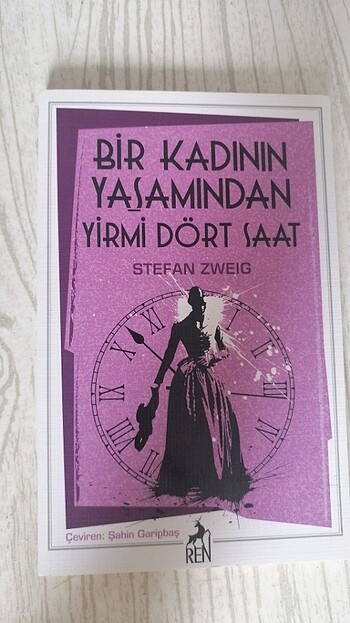 BİR KADININ
YAŞAMINDAN
YİRMİ DÖRT SAAT
STEFAN ZWEIG
Çeviren: Şahin Garipbaş
REN